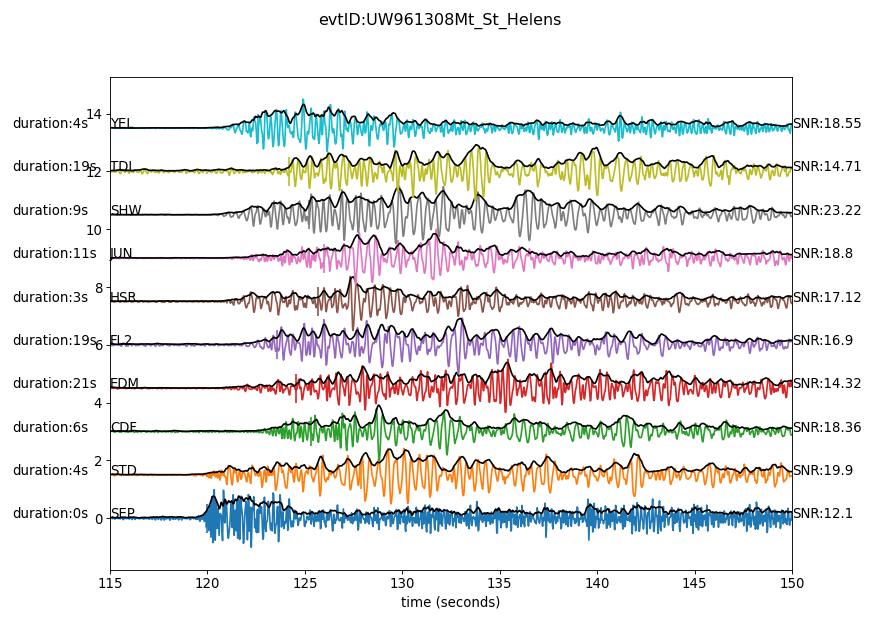 evtID:UW961308Mt_St_Helens
14
duration:4s YEL SNR:18.55
duration:19s TDL SNR:14.71
12
duration:9s SHW SNR:23.22
10
duration:11s JUN SNR:18.8
8
duration:3s HSR SNR:17.12
duration:19s FL2 SNR:16.9
6
duration:21s EDM SNR:14.32
4
duration:6s CDF SNR:18.36
2
duration:4s STD SNR:19.9
duration:0s SEP SNR:12.1
0
115 120 125 130 135 140 145 150
time (seconds)